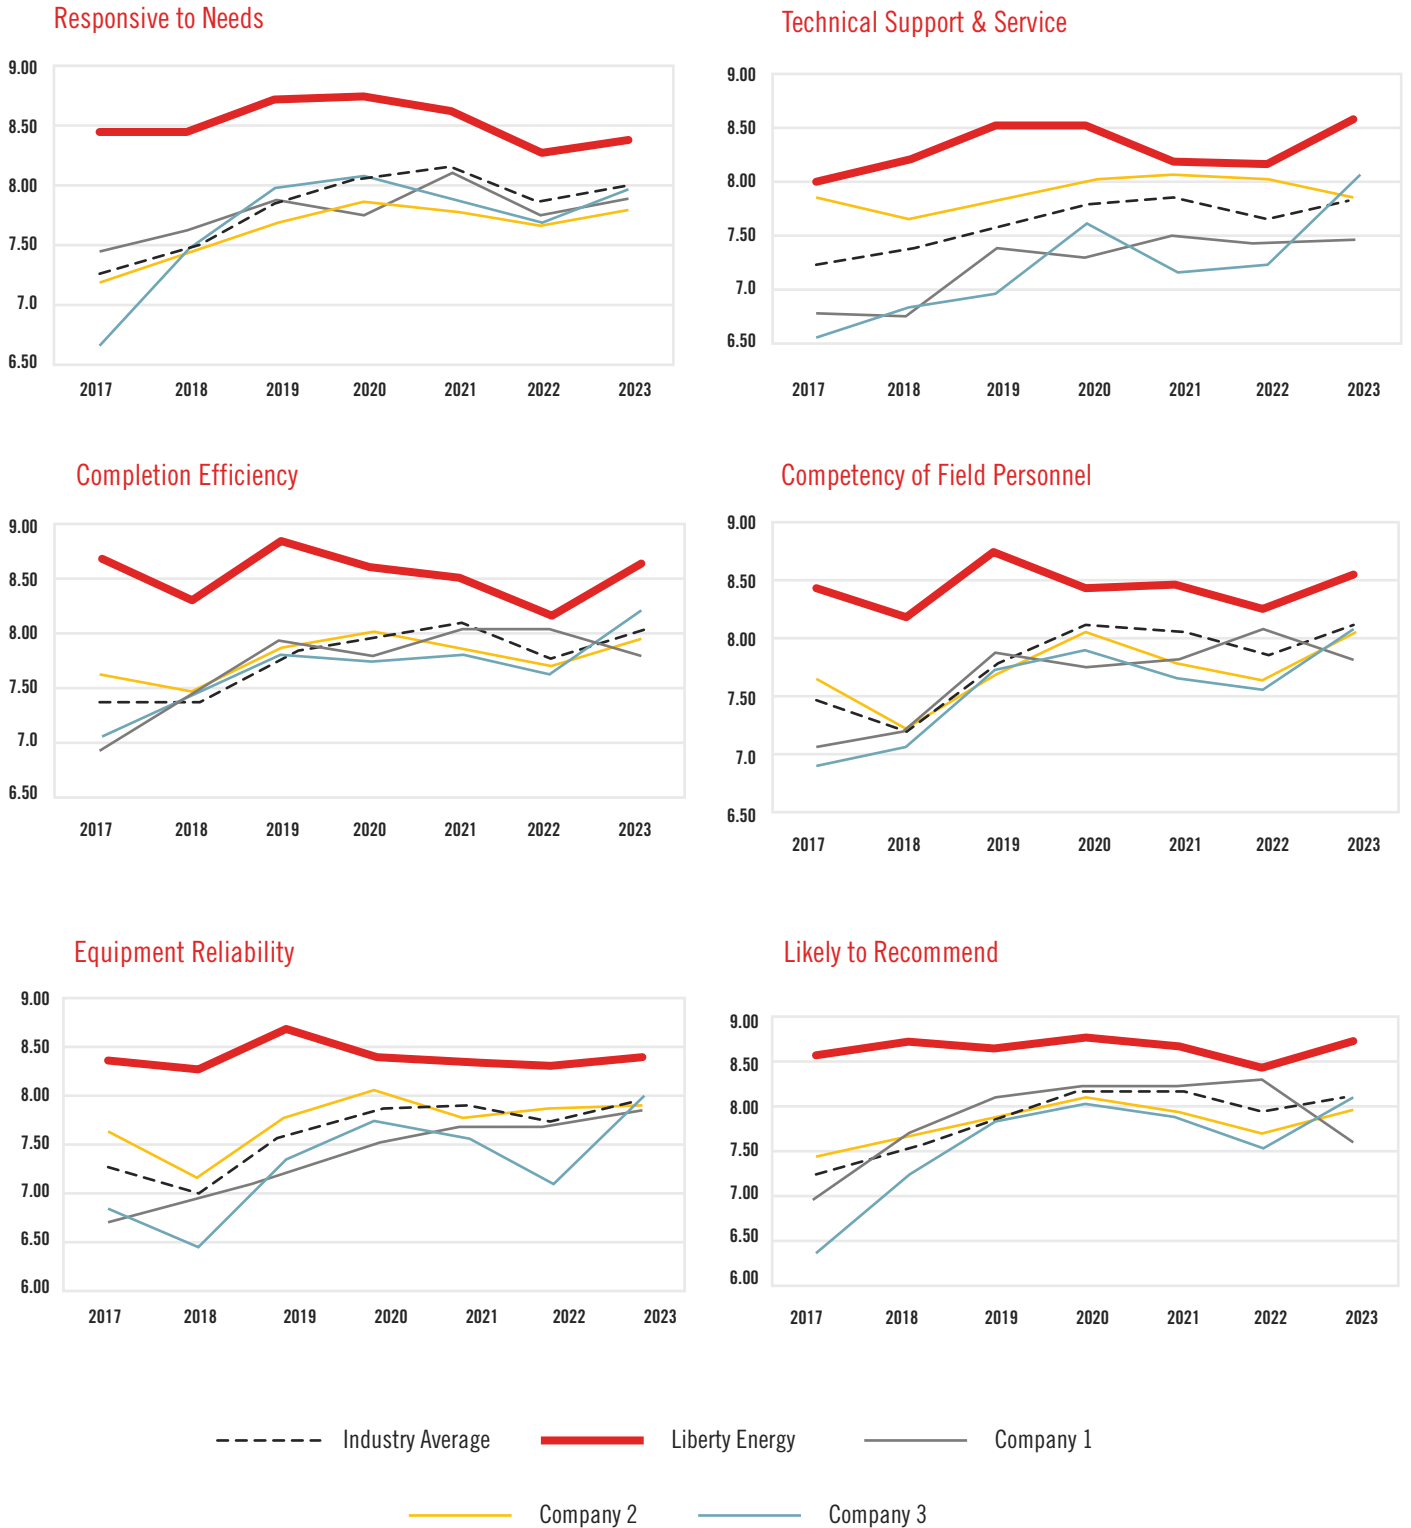 Responsive to Needs
9.00
8.50
8.00
7.50
7.0
6.50
2017 2018 2019 2020 2021 2022 2023
Technical Support & Service
9.00
8.50
8.00
7.50
7.0
6.50
2017 2018 2019 2020 2021 2022 2023
Completion Efficiency
9.00
8.50
8.00
7.50
7.0
6.50
2017 2018 2019 2020 2021 2022 2023
Competency of Field Personnel
9.00
8.50
8.00
7.50
7.0
6.50
2017 2018 2019 2020 2021 2022 2023
Equipment Reliability
9.00
8.50
8.00
7.50
7.00
6.50
6.00
2017 2018 2019 2020 2021 2022 2023
Likely to Recommend
9.00
8.50
8.00
7.50
7.00
6.50
6.00
2017 2018 2019 2020 2021 2022 2023
Industry Average Liberty Energy Company 1
Company 2 Company 3